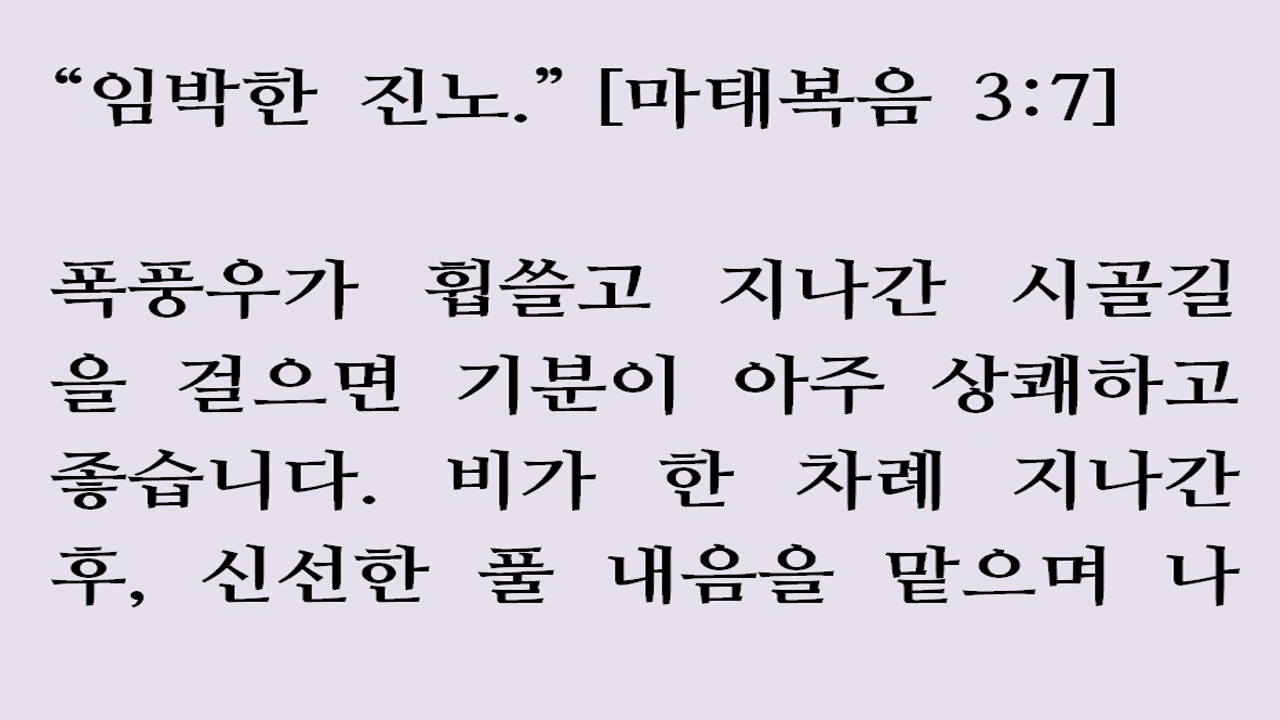 “임박한 진노.” [마태복음 3:7]
폭풍우가 휩쓸고 지나간 시골길
을 걸으면 기분이 아주 상쾌하고
좋습니다. 비가 한 차례 지나간
후, 신선한 풀 내음을 맡으며 나